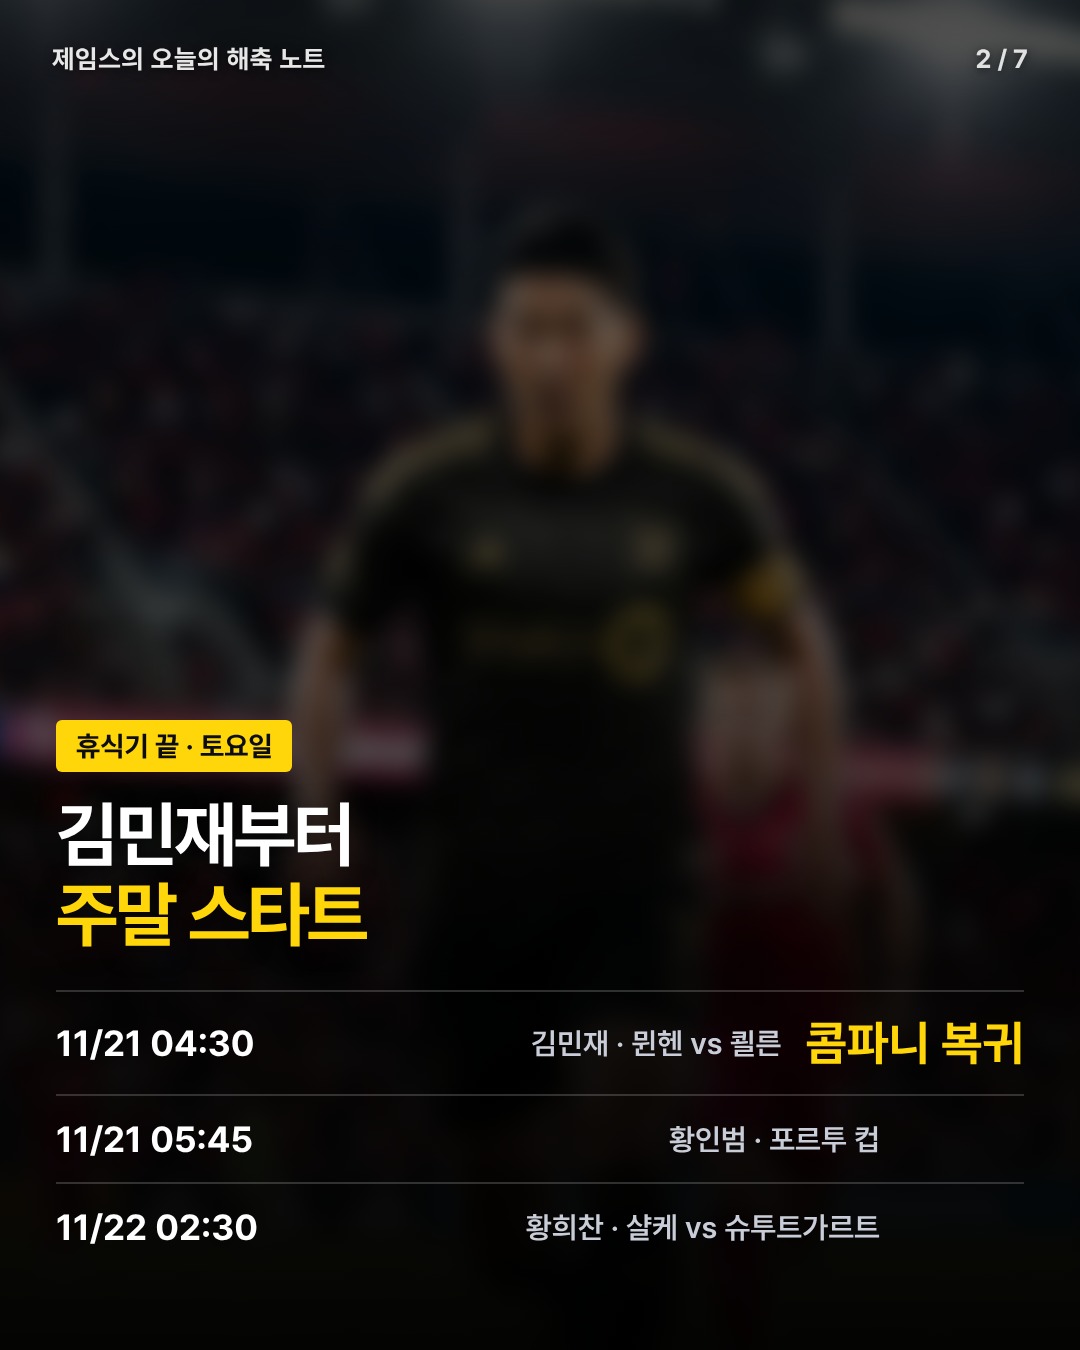 제임스의 오늘의 해축 노트
2 / 7
휴식기 끝 · 토요일
김민재부터
주말 스타트
11/21 04:30 김민재 · 뮌헨 vs 쾰른 콤파니 복귀
11/21 05:45 황인범 · 포르투 컵
11/22 02:30 황희찬 · 샬케 vs 슈투트가르트